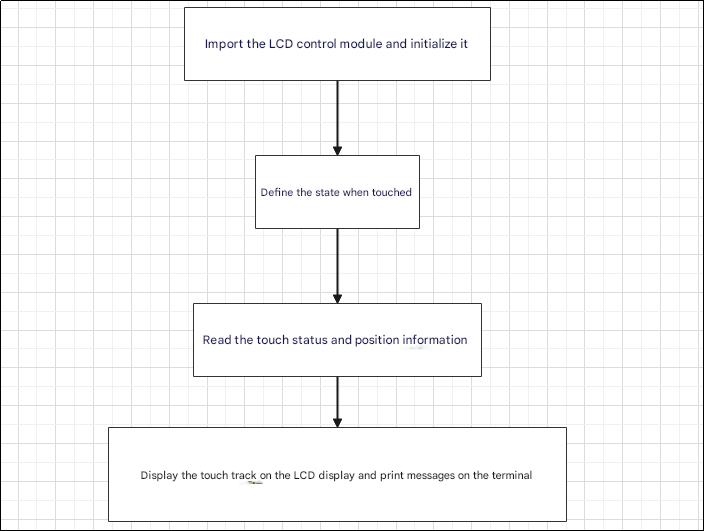 Import the LCD control module and initialize it
Define the state when touched
Read the touch status and position information
Display the touch track on the LCD display and print messages on the terminal